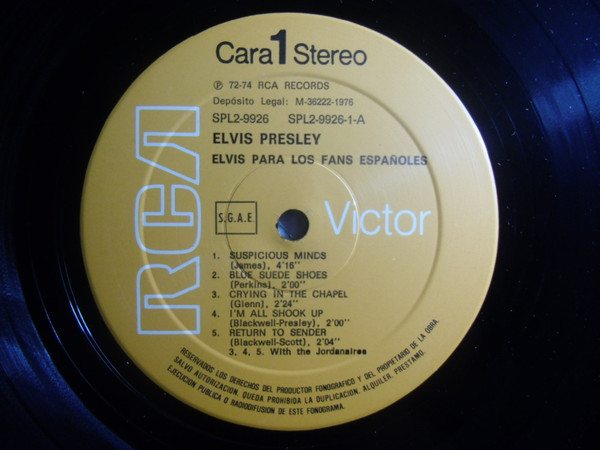 Cara 1 Stereo
℗ 72-74 RCA RECORDS
Depósito Legal: M-36222-1976
SPL2-9926 SPL2-9926-1-A
ELVIS PRESLEY
ELVIS PARA LOS FANS ESPAÑOLES
RCA
S.G.A.E.
Victor
1. SUSPICIOUS MINDS
(James), 4'16"
2. BLUE SUEDE SHOES
(Perkins), 2'00"
3. CRYING IN THE CHAPEL
(Glenn), 2'24"
4. I'M ALL SHOOK UP
(Blackwell-Presley), 2'00"
5. RETURN TO SENDER
(Blackwell-Scott), 2'04"
3, 4, 5. With the Jordanaires
RESERVADOS LOS DERECHOS DEL PRODUCTOR FONOGRAFICO Y DEL PROPIETARIO DE LA OBRA.
SALVO AUTORIZACION. QUEDA PROHIBIDA LA DUPLICACION. ALQUILER, PRESTAMO.
EJECUCION PUBLICA O RADIODIFUSION DE ESTE FONOGRAMA.